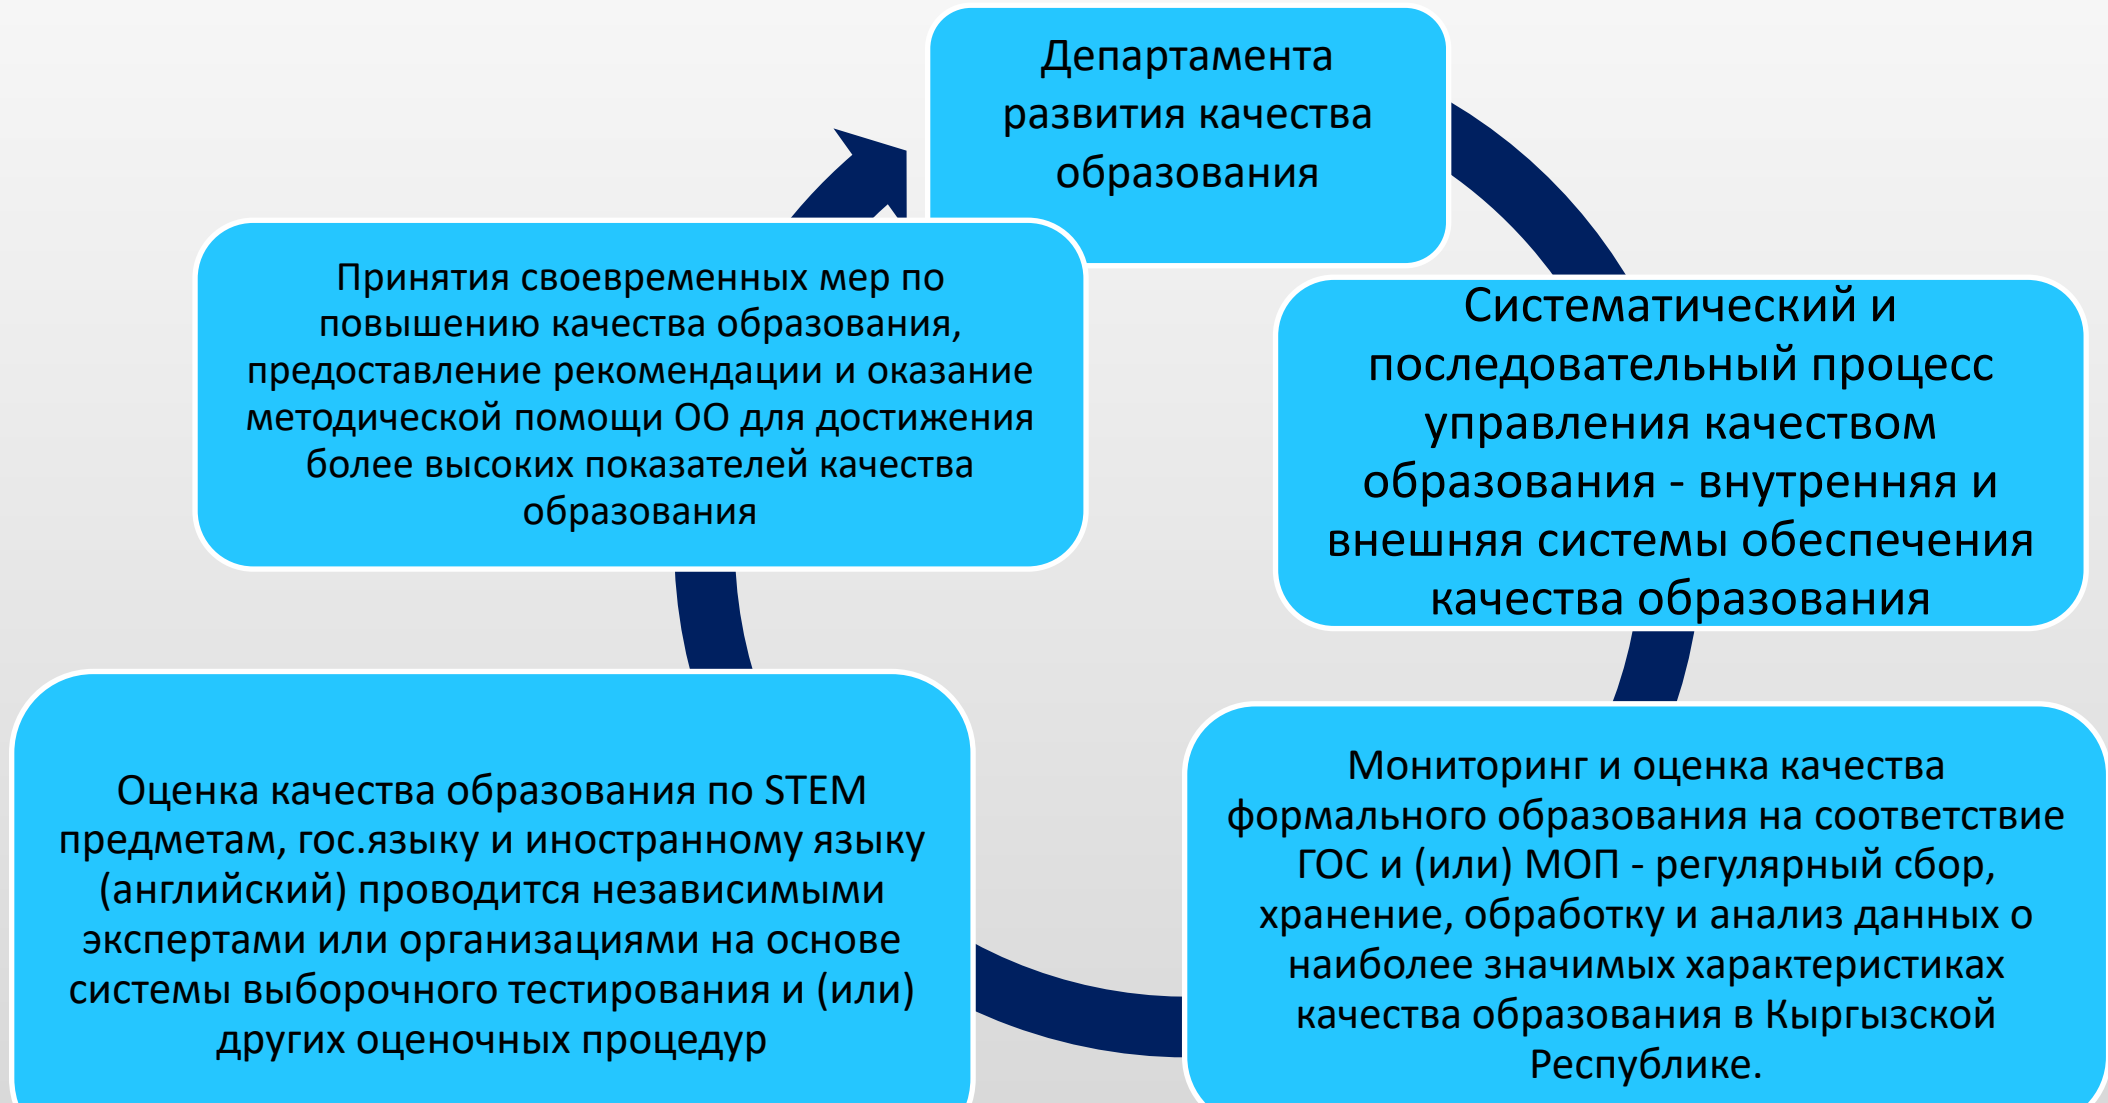 Департамента
развития качества
образования
Систематический и
последовательный процесс
управления качеством
образования - внутренняя и
внешняя системы обеспечения
качества образования
Мониторинг и оценка качества
формального образования на соответствие
ГОС и (или) МОП - регулярный сбор,
хранение, обработку и анализ данных о
наиболее значимых характеристиках
качества образования в Кыргызской
Республике.
Оценка качества образования по STEM
предметам, гос.языку и иностранному языку
(английский) проводится независимыми
экспертами или организациями на основе
системы выборочного тестирования и (или)
других оценочных процедур
Принятия своевременных мер по
повышению качества образования,
предоставление рекомендации и оказание
методической помощи ОО для достижения
более высоких показателей качества
образования